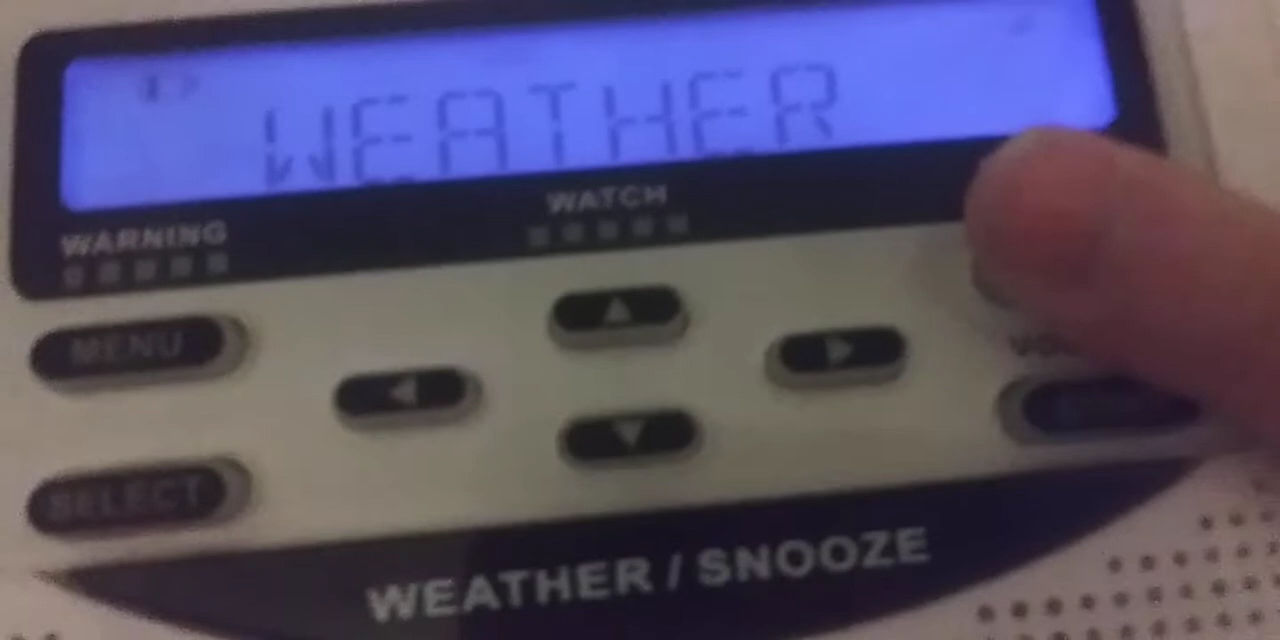 WEATHER
WATCH
WARNING
MENU
SELECT
WEATHER / SNOOZE